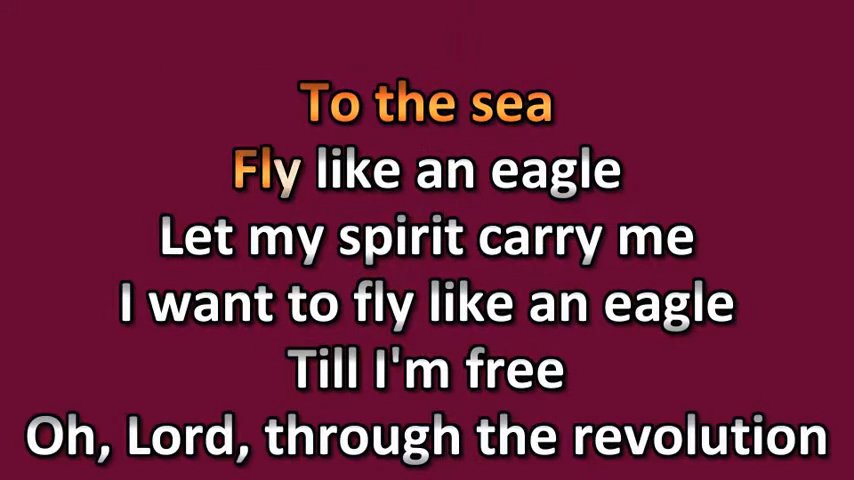 To the sea
Fly like an eagle
Let my spirit carry me
I want to fly like an eagle
Till I'm free
Oh, Lord, through the revolution